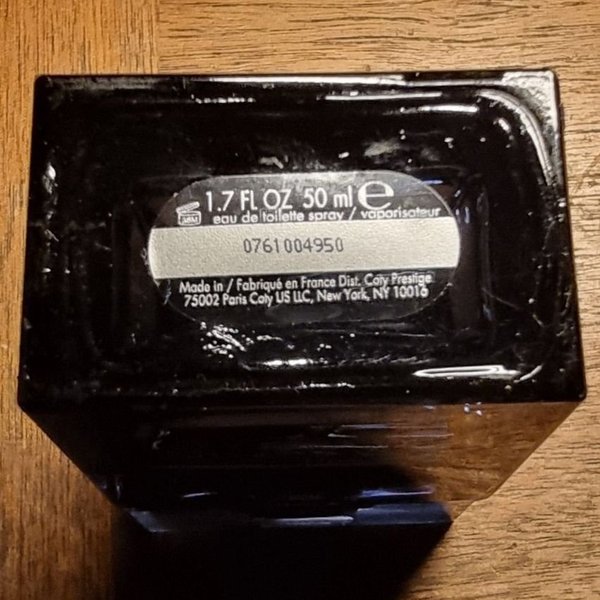 1.7 FL OZ 50 ml ℮
36M
eau de toilette spray / vaporisateur
0761004950
Made in / Fabriqué en France Dist. Coty Prestige
75002 Paris Coty US LLC, New York, NY 10016